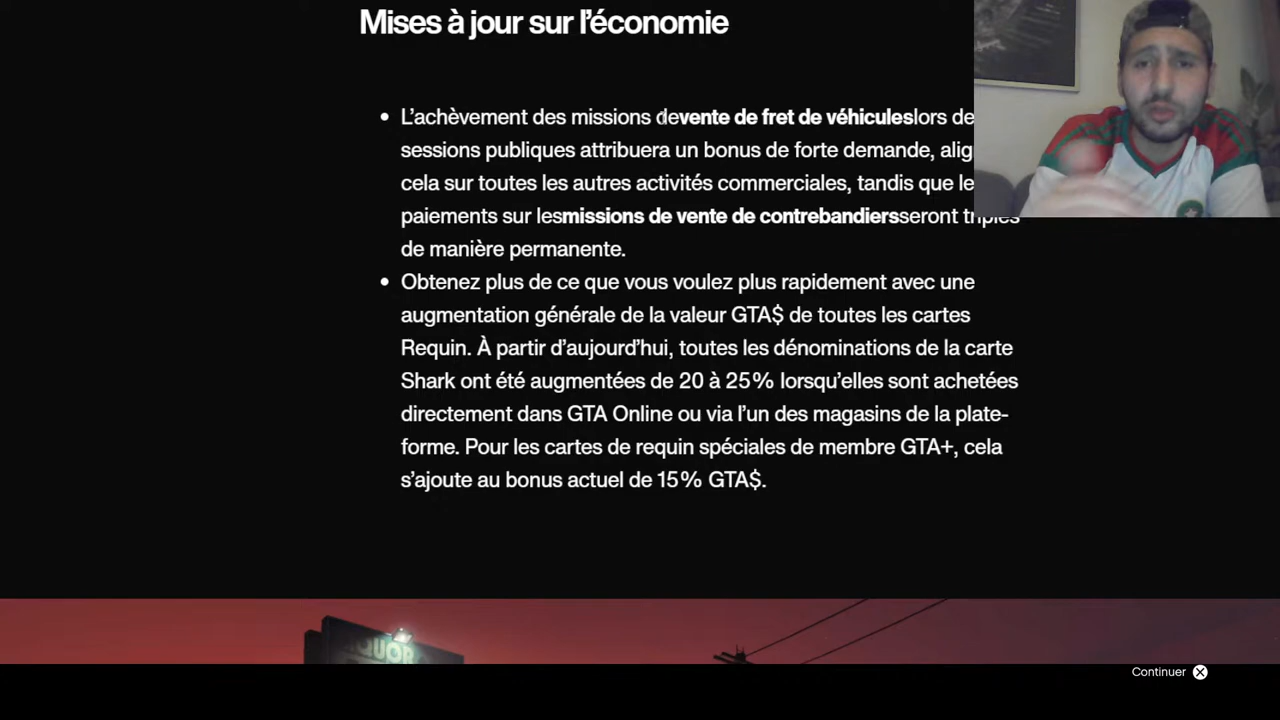 Mises à jour sur l'économie
• L'achèvement des missions devente de fret de véhiculeslors de
sessions publiques attribuera un bonus de forte demande,
cela sur toutes les autres activités commerciales, tandis que le
paiements sur lesmissions de vente de contrebandiersseront triplés
de manière permanente.
• Obtenez plus de ce que vous voulez plus rapidement avec une
augmentation générale de la valeur GTA$ de toutes les cartes
Requin. À partir d'aujourd'hui, toutes les dénominations de la carte
Shark ont été augmentées de 20 à 25% lorsqu'elles sont achetées
directement dans GTA Online ou via l'un des magasins de la plate-
forme. Pour les cartes de requin spéciales de membre GTA+, cela
s'ajoute au bonus actuel de 15% GTA$.
LIQUOR
Continuer